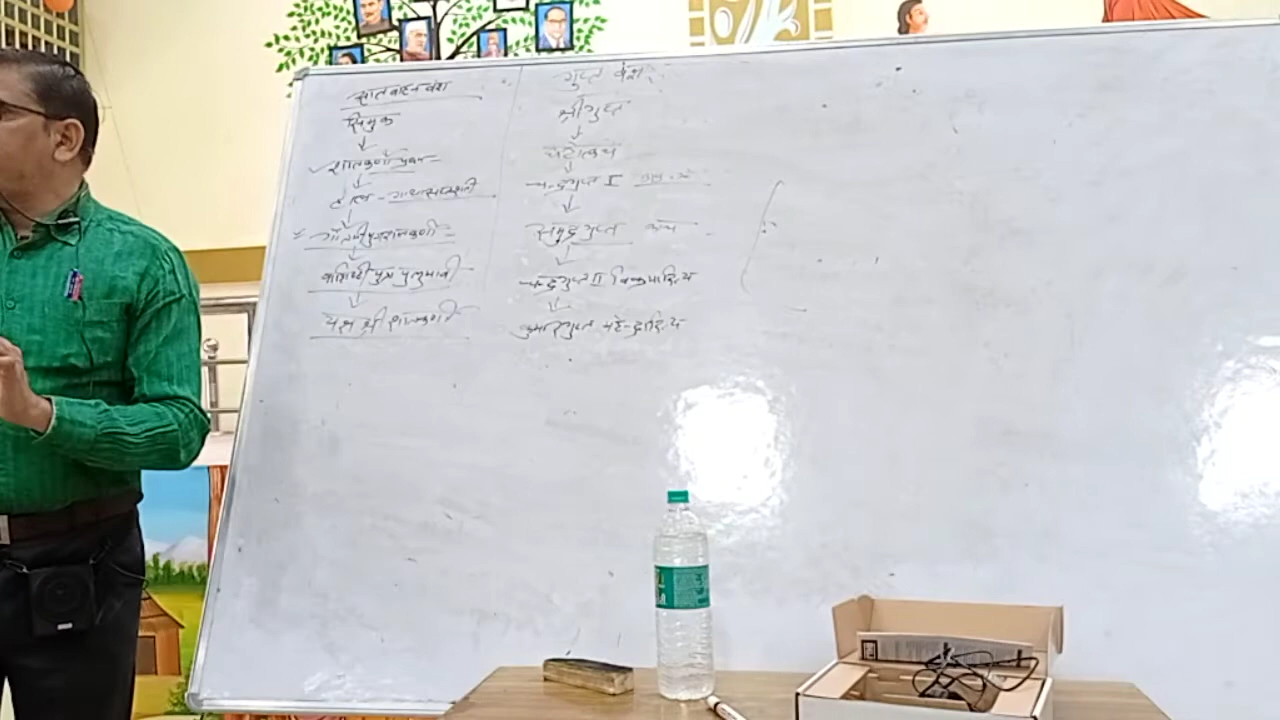 सातवाहन वंश
सिमुक
शातकर्णी प्रथम
हाल - गाथासप्तशती
गौतमीपुत्र शातकर्णी
वाशिष्ठी पुत्र पुलुमावी
यज्ञ श्री शातकर्णी
गुप्त वंश
श्री गुप्त
घटोत्कच
चन्द्रगुप्त I
समुद्रगुप्त
चन्द्रगुप्त II विक्रमादित्य
कुमारगुप्त महेन्द्रादित्य